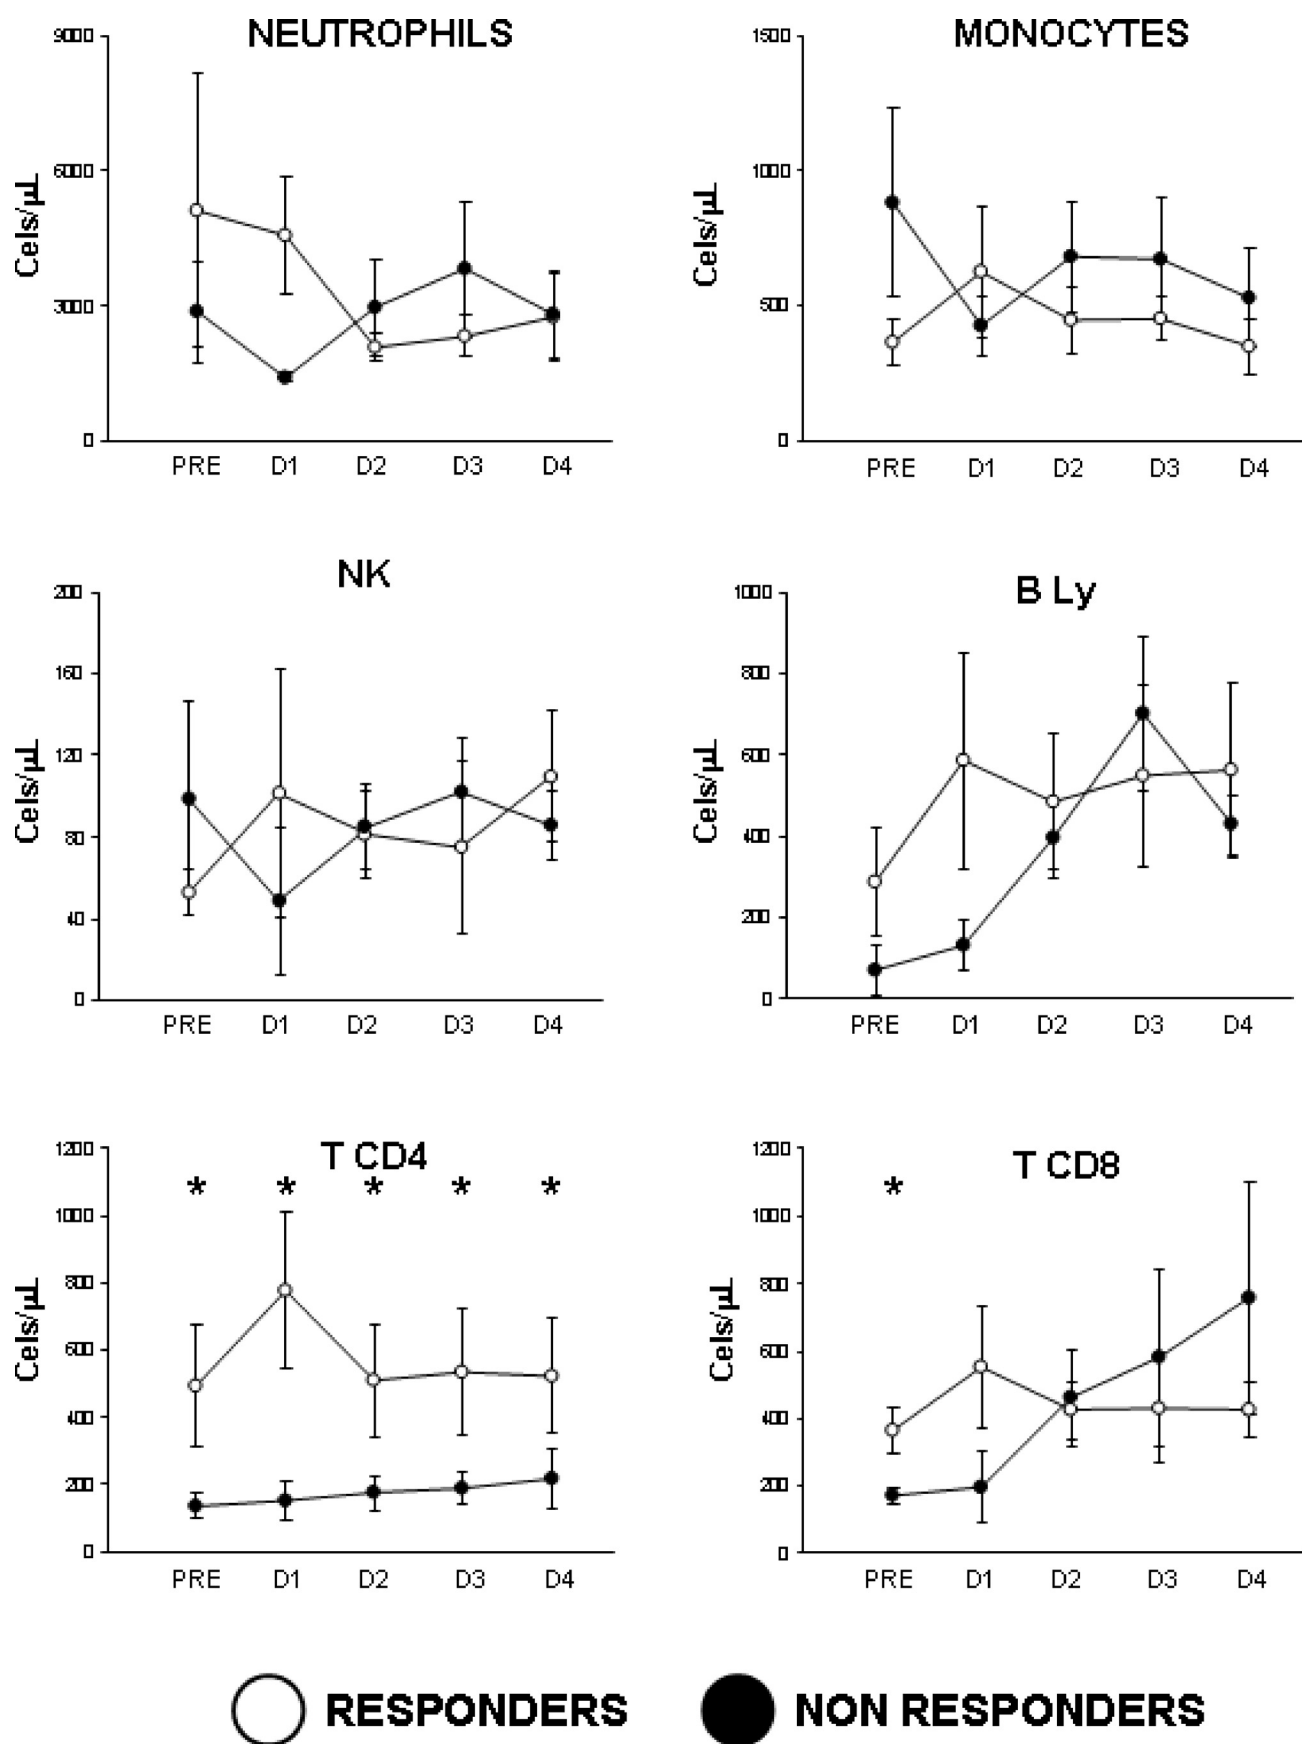 NEUTROPHILS
9000
6000
3000
0
Cels/µL
PRE D1 D2 D3 D4
MONOCYTES
1500
1000
500
0
Cels/µL
PRE D1 D2 D3 D4
NK
200
160
120
80
40
0
Cels/µL
PRE D1 D2 D3 D4
B Ly
1000
800
600
400
200
0
Cels/µL
PRE D1 D2 D3 D4
T CD4
1200
1000
800
600
400
200
0
* * * * *
Cels/µL
PRE D1 D2 D3 D4
T CD8
1200
1000
800
600
400
200
0
*
Cels/µL
PRE D1 D2 D3 D4
RESPONDERS NON RESPONDERS